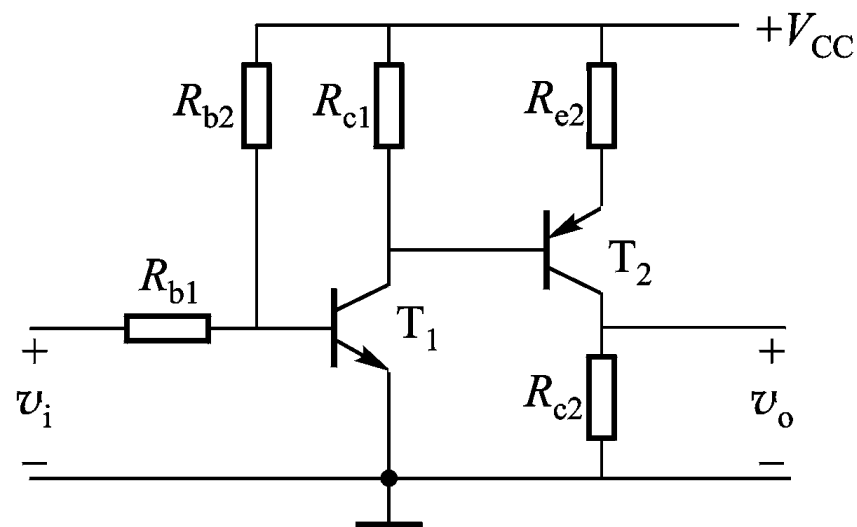 +V_CC
R_b2
R_c1
R_e2
R_b1
T_1
T_2
+
v_i
−
R_c2
+
v_o
−